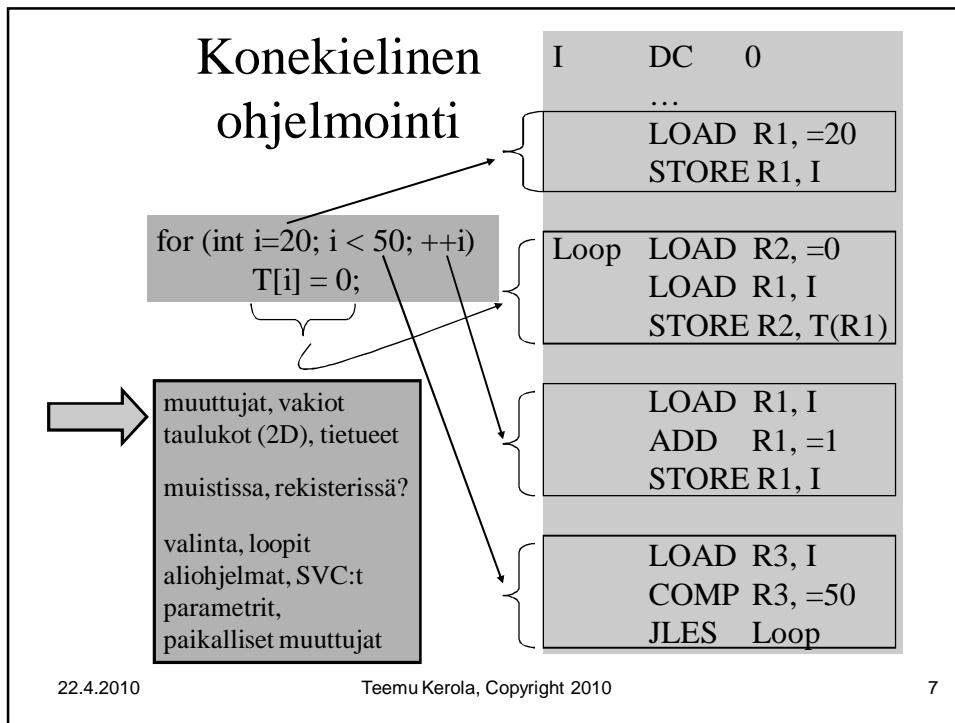 Konekielinen
ohjelmointi
for (int i=20; i < 50; ++i)
T[i] = 0;
muuttujat, vakiot
taulukot (2D), tietueet
muistissa, rekisterissä?
valinta, loopit
aliohjelmat, SVC:t
parametrit,
paikalliset muuttujat
I DC 0
…
LOAD R1, =20
STORE R1, I
Loop LOAD R2, =0
LOAD R1, I
STORE R2, T(R1)
LOAD R1, I
ADD R1, =1
STORE R1, I
LOAD R3, I
COMP R3, =50
JLES Loop
22.4.2010 Teemu Kerola, Copyright 2010 7